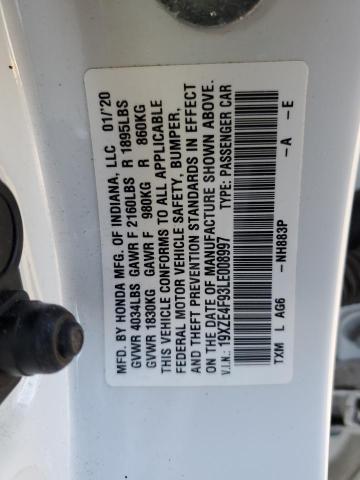 MFD. BY HONDA MFG. OF INDIANA, LLC 01/'20
GVWR 4034LBS GAWR F 2160LBS R 1895LBS
GVWR 1830KG GAWR F 980KG R 860KG
THIS VEHICLE CONFORMS TO ALL APPLICABLE
FEDERAL MOTOR VEHICLE SAFETY, BUMPER,
AND THEFT PREVENTION STANDARDS IN EFFECT
ON THE DATE OF MANUFACTURE SHOWN ABOVE.
V.I.N.: 19XZE4F93LE008997 TYPE: PASSENGER CAR
TXM L AG6 -NH883P -A -E